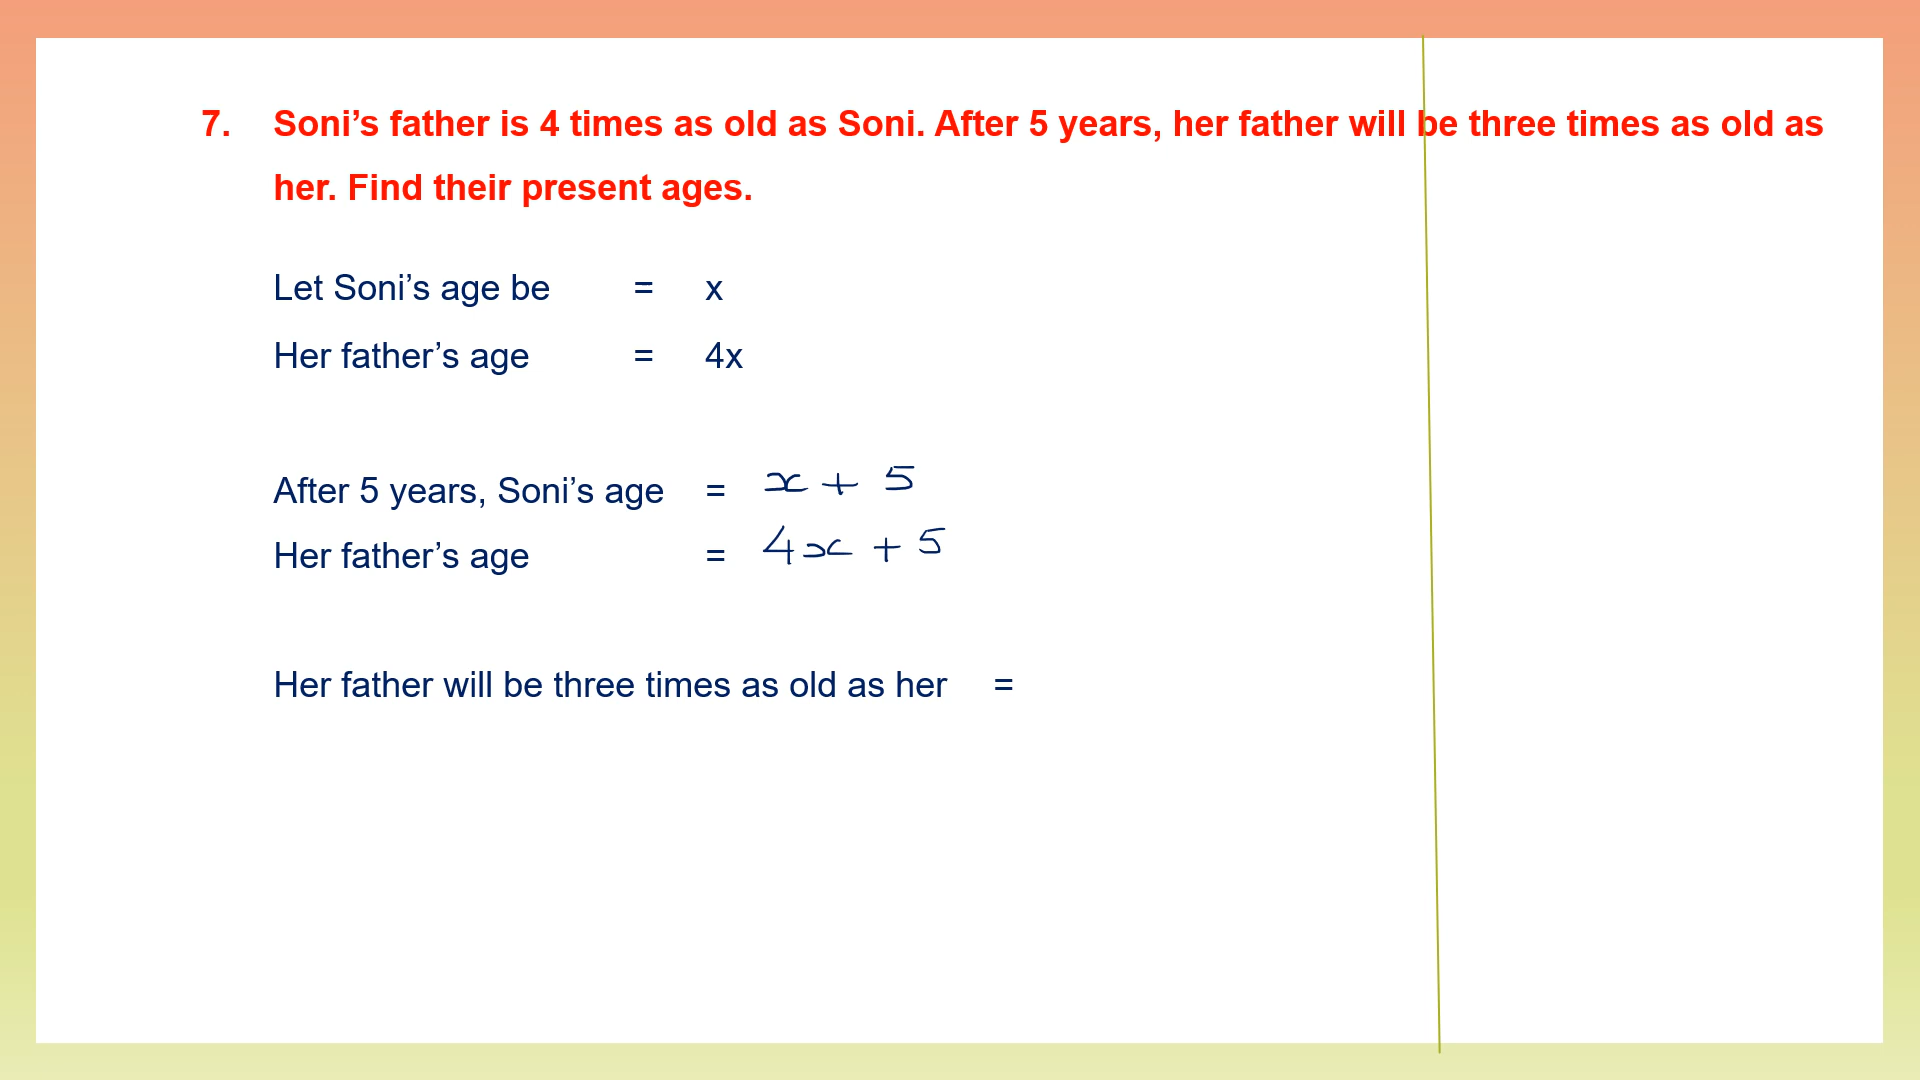 7. Soni’s father is 4 times as old as Soni. After 5 years, her father will be three times as old as
her. Find their present ages.
Let Soni’s age be = x
Her father’s age = 4x
After 5 years, Soni’s age = x + 5
Her father’s age = 4x + 5
Her father will be three times as old as her =